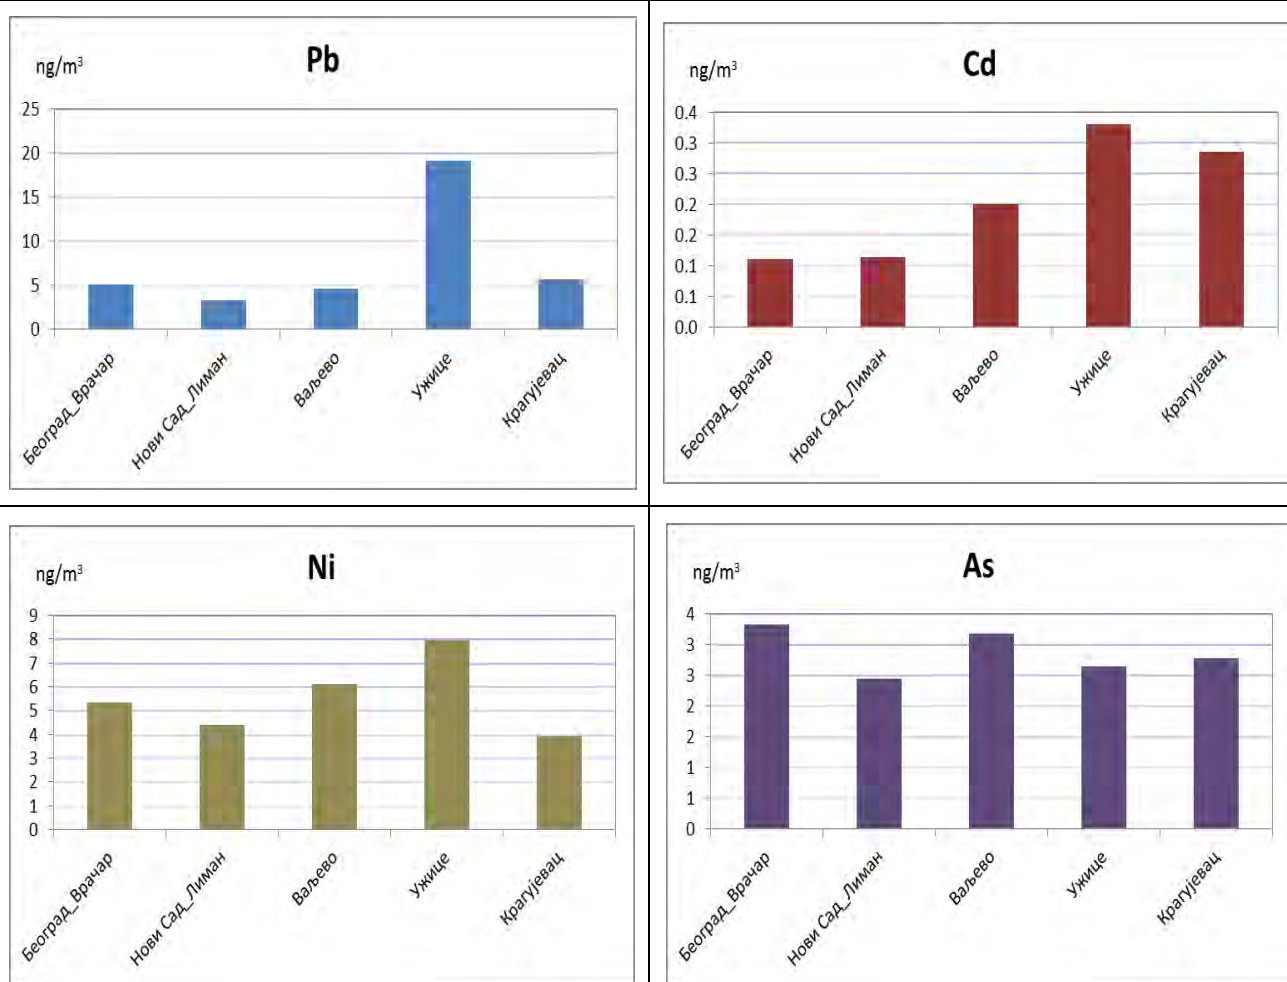 Pb
ng/m³
25
20
15
10
5
0
Београд_Врачар
Нови Сад_Лиман
Ваљево
Ужице
Крагујевац
Cd
ng/m³
0.4
0.3
0.3
0.2
0.2
0.1
0.1
0.0
Београд_Врачар
Нови Сад_Лиман
Ваљево
Ужице
Крагујевац
Ni
ng/m³
9
8
7
6
5
4
3
2
1
0
Београд_Врачар
Нови Сад_Лиман
Ваљево
Ужице
Крагујевац
As
ng/m³
4
3
3
2
2
1
1
0
Београд_Врачар
Нови Сад_Лиман
Ваљево
Ужице
Крагујевац